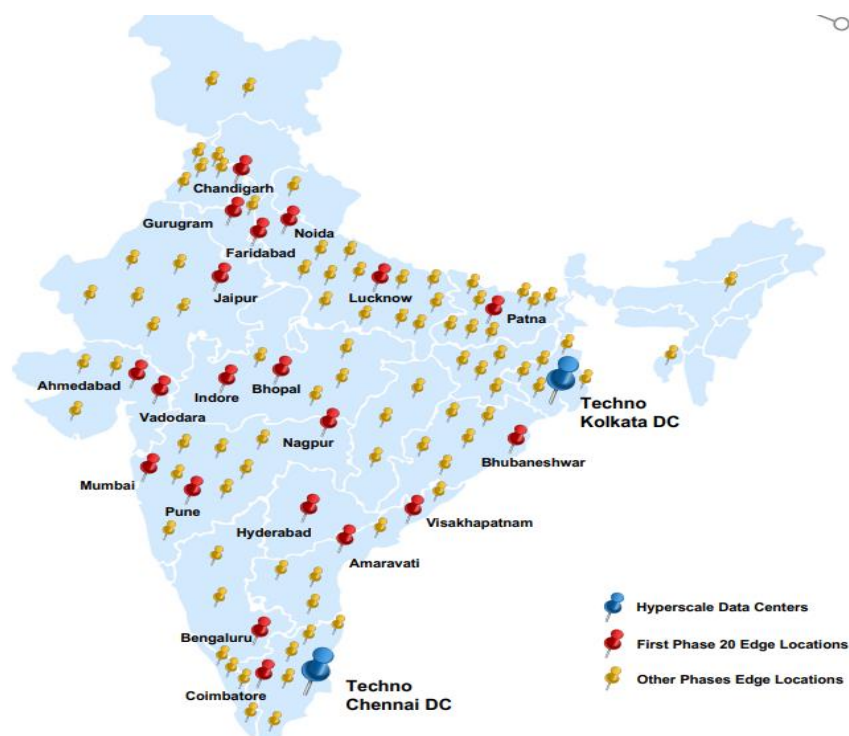 Chandigarh
Gurugram
Noida
Faridabad
Jaipur
Lucknow
Patna
Ahmedabad
Indore
Bhopal
Vadodara
Techno
Kolkata DC
Nagpur
Bhubaneshwar
Mumbai
Pune
Hyderabad
Visakhapatnam
Amaravati
Hyperscale Data Centers
Bengaluru
First Phase 20 Edge Locations
Other Phases Edge Locations
Coimbatore
Techno
Chennai DC